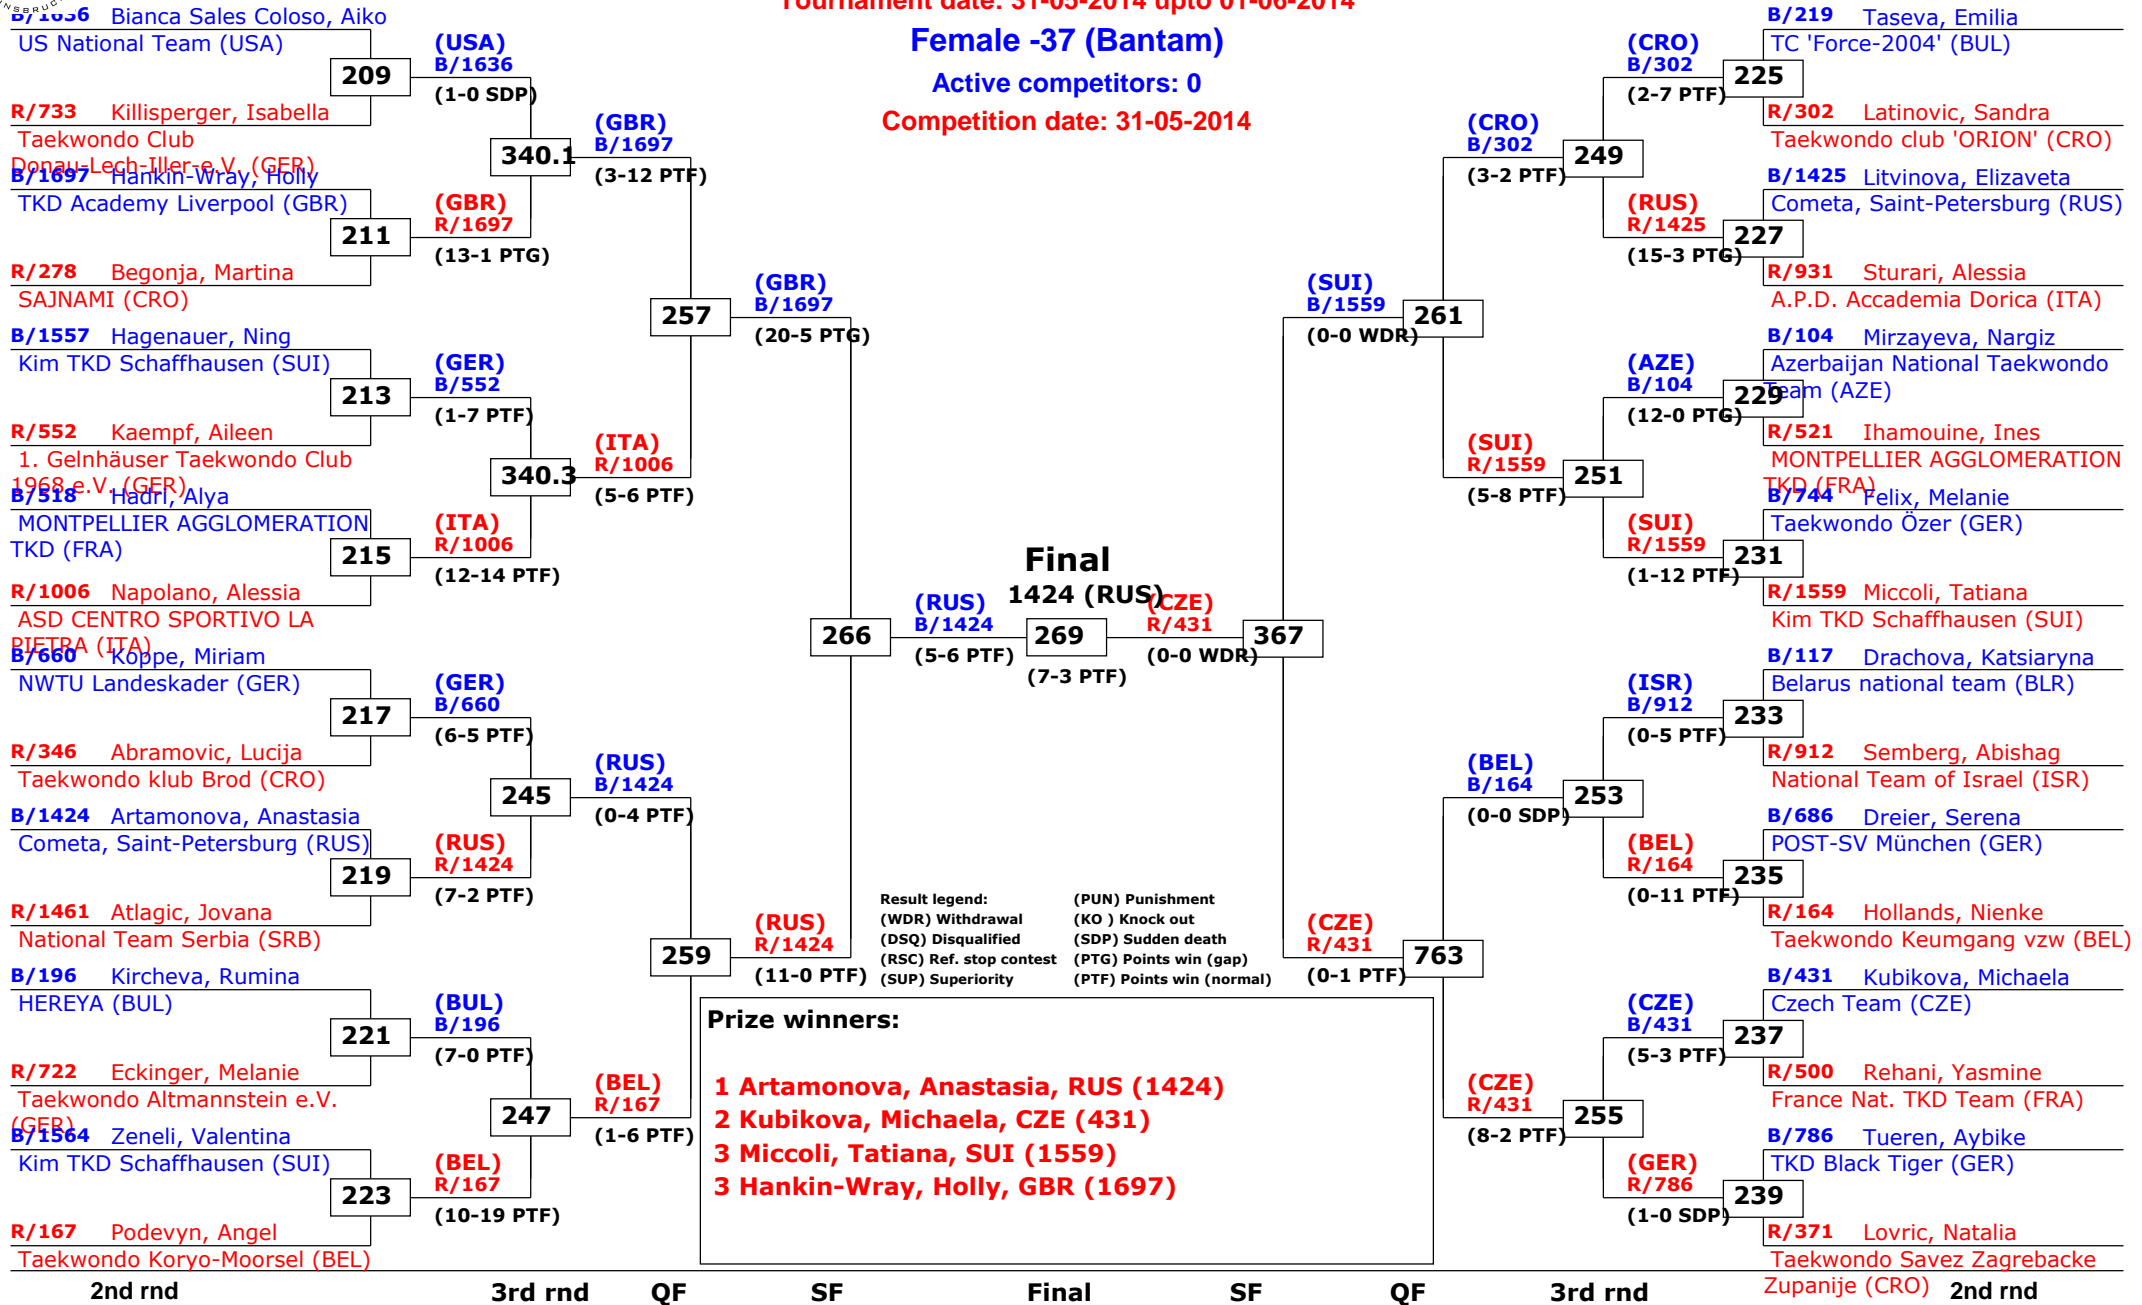 NNSBRUC
Tournament date: 31-05-2014 upto 01-06-2014
Female -37 (Bantam)
Active competitors: 0
Competition date: 31-05-2014
B/1636 Bianca Sales Coloso, Aiko
US National Team (USA)
209
R/733 Killisperger, Isabella
Taekwondo Club
Donau-Lech-Iller-e.V. (GER)
B/1697 Hankin-Wray, Holly
TKD Academy Liverpool (GBR)
211
R/278 Begonja, Martina
SAJNAMI (CRO)
B/1557 Hagenauer, Ning
Kim TKD Schaffhausen (SUI)
213
R/552 Kaempf, Aileen
1. Gelnhäuser Taekwondo Club
1968 e.V. (GER)
B/518 Hadri, Alya
MONTPELLIER AGGLOMERATION
TKD (FRA)
215
R/1006 Napolano, Alessia
ASD CENTRO SPORTIVO LA
PIETRA (ITA)
B/660 Koppe, Miriam
NWTU Landeskader (GER)
217
R/346 Abramovic, Lucija
Taekwondo klub Brod (CRO)
B/1424 Artamonova, Anastasia
Cometa, Saint-Petersburg (RUS)
219
R/1461 Atlagic, Jovana
National Team Serbia (SRB)
B/196 Kircheva, Rumina
HEREYA (BUL)
221
R/722 Eckinger, Melanie
Taekwondo Altmannstein e.V.
(GER)
B/1564 Zeneli, Valentina
Kim TKD Schaffhausen (SUI)
223
R/167 Podevyn, Angel
Taekwondo Koryo-Moorsel (BEL)
(USA)
B/1636
(1-0 SDP)
340.1
(GBR)
R/1697
(13-1 PTG)
(GER)
B/552
(1-7 PTF)
340.3
(ITA)
R/1006
(12-14 PTF)
(GER)
B/660
(6-5 PTF)
245
(RUS)
R/1424
(7-2 PTF)
(BUL)
B/196
(7-0 PTF)
247
(BEL)
R/167
(10-19 PTF)
(GBR)
B/1697
(3-12 PTF)
257
(ITA)
R/1006
(5-6 PTF)
(RUS)
B/1424
(0-4 PTF)
259
(BEL)
R/167
(1-6 PTF)
(GBR)
B/1697
(20-5 PTG)
266
(RUS)
R/1424
(11-0 PTF)
(RUS)
B/1424
(5-6 PTF)
Final
1424 (RUS)
269
(7-3 PTF)
(CZE)
R/431
(0-0 WDR)
367
(SUI)
B/1559
(0-0 WDR)
261
(CZE)
R/431
(0-1 PTF)
763
(CRO)
B/302
(3-2 PTF)
249
(SUI)
R/1559
(5-8 PTF)
251
(BEL)
B/164
(0-0 SDP)
253
(CZE)
R/431
(8-2 PTF)
255
(CRO)
B/302
(2-7 PTF)
(RUS)
R/1425
(15-3 PTG)
(AZE)
B/104
(12-0 PTG)
(SUI)
R/1559
(1-12 PTF)
(ISR)
B/912
(0-5 PTF)
(BEL)
R/164
(0-11 PTF)
(CZE)
B/431
(5-3 PTF)
(GER)
R/786
(1-0 SDP)
B/219 Taseva, Emilia
TC 'Force-2004' (BUL)
225
R/302 Latinovic, Sandra
Taekwondo club 'ORION' (CRO)
B/1425 Litvinova, Elizaveta
Cometa, Saint-Petersburg (RUS)
227
R/931 Sturari, Alessia
A.P.D. Accademia Dorica (ITA)
B/104 Mirzayeva, Nargiz
Azerbaijan National Taekwondo
Team (AZE)
229
R/521 Ihamouine, Ines
MONTPELLIER AGGLOMERATION
TKD (FRA)
B/744 Felix, Melanie
Taekwondo Özer (GER)
231
R/1559 Miccoli, Tatiana
Kim TKD Schaffhausen (SUI)
B/117 Drachova, Katsiaryna
Belarus national team (BLR)
233
R/912 Semberg, Abishag
National Team of Israel (ISR)
B/686 Dreier, Serena
POST-SV München (GER)
235
R/164 Hollands, Nienke
Taekwondo Keumgang vzw (BEL)
B/431 Kubikova, Michaela
Czech Team (CZE)
237
R/500 Rehani, Yasmine
France Nat. TKD Team (FRA)
B/786 Tueren, Aybike
TKD Black Tiger (GER)
239
R/371 Lovric, Natalia
Taekwondo Savez Zagrebacke
Zupanije (CRO)
Result legend: (PUN) Punishment
(WDR) Withdrawal (KO ) Knock out
(DSQ) Disqualified (SDP) Sudden death
(RSC) Ref. stop contest (PTG) Points win (gap)
(SUP) Superiority (PTF) Points win (normal)
Prize winners:
1 Artamonova, Anastasia, RUS (1424)
2 Kubikova, Michaela, CZE (431)
3 Miccoli, Tatiana, SUI (1559)
3 Hankin-Wray, Holly, GBR (1697)
2nd rnd 3rd rnd QF SF Final SF QF 3rd rnd 2nd rnd